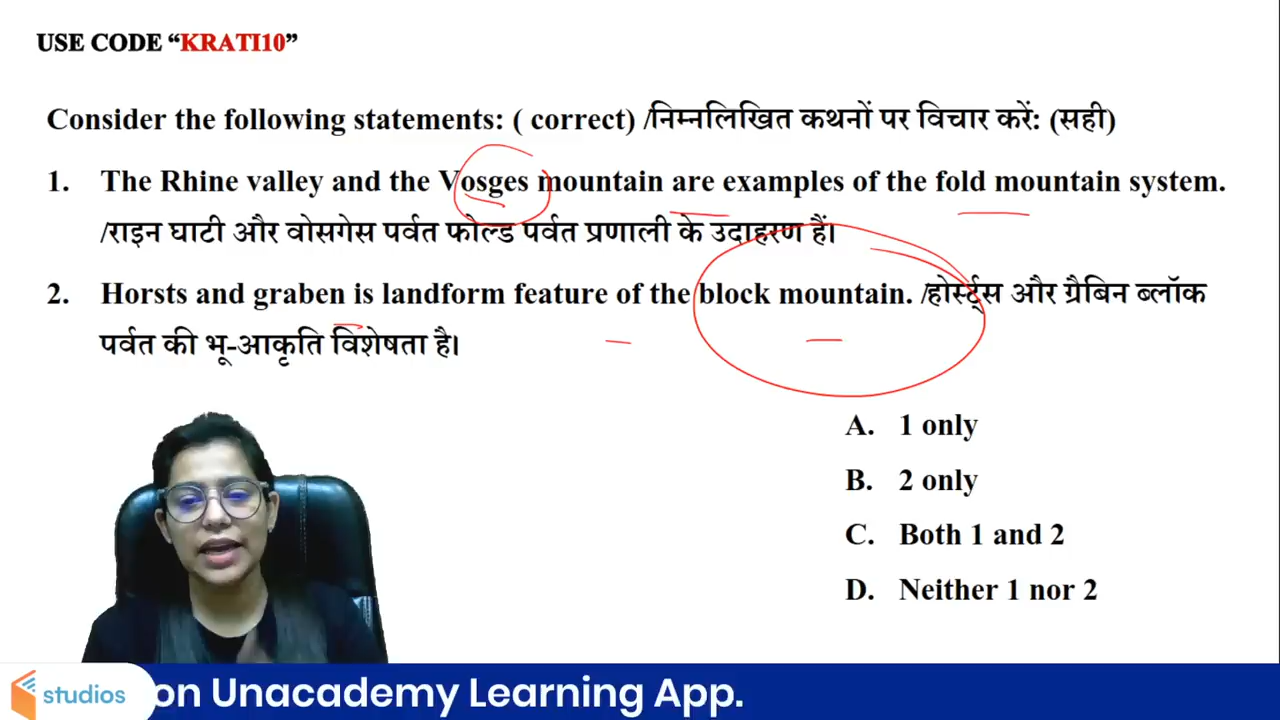 USE CODE “KRATI10”
Consider the following statements: ( correct) /निम्नलिखित कथनों पर विचार करें: (सही)
1. The Rhine valley and the Vosges mountain are examples of the fold mountain system.
/राइन घाटी और वोसगेस पर्वत फोल्ड पर्वत प्रणाली के उदाहरण हैं।
2. Horsts and graben is landform feature of the block mountain. /होर्स्ट्स और ग्रैबिन ब्लॉक
पर्वत की भू-आकृति विशेषता है।
A. 1 only
B. 2 only
C. Both 1 and 2
D. Neither 1 nor 2
studios on Unacademy Learning App.